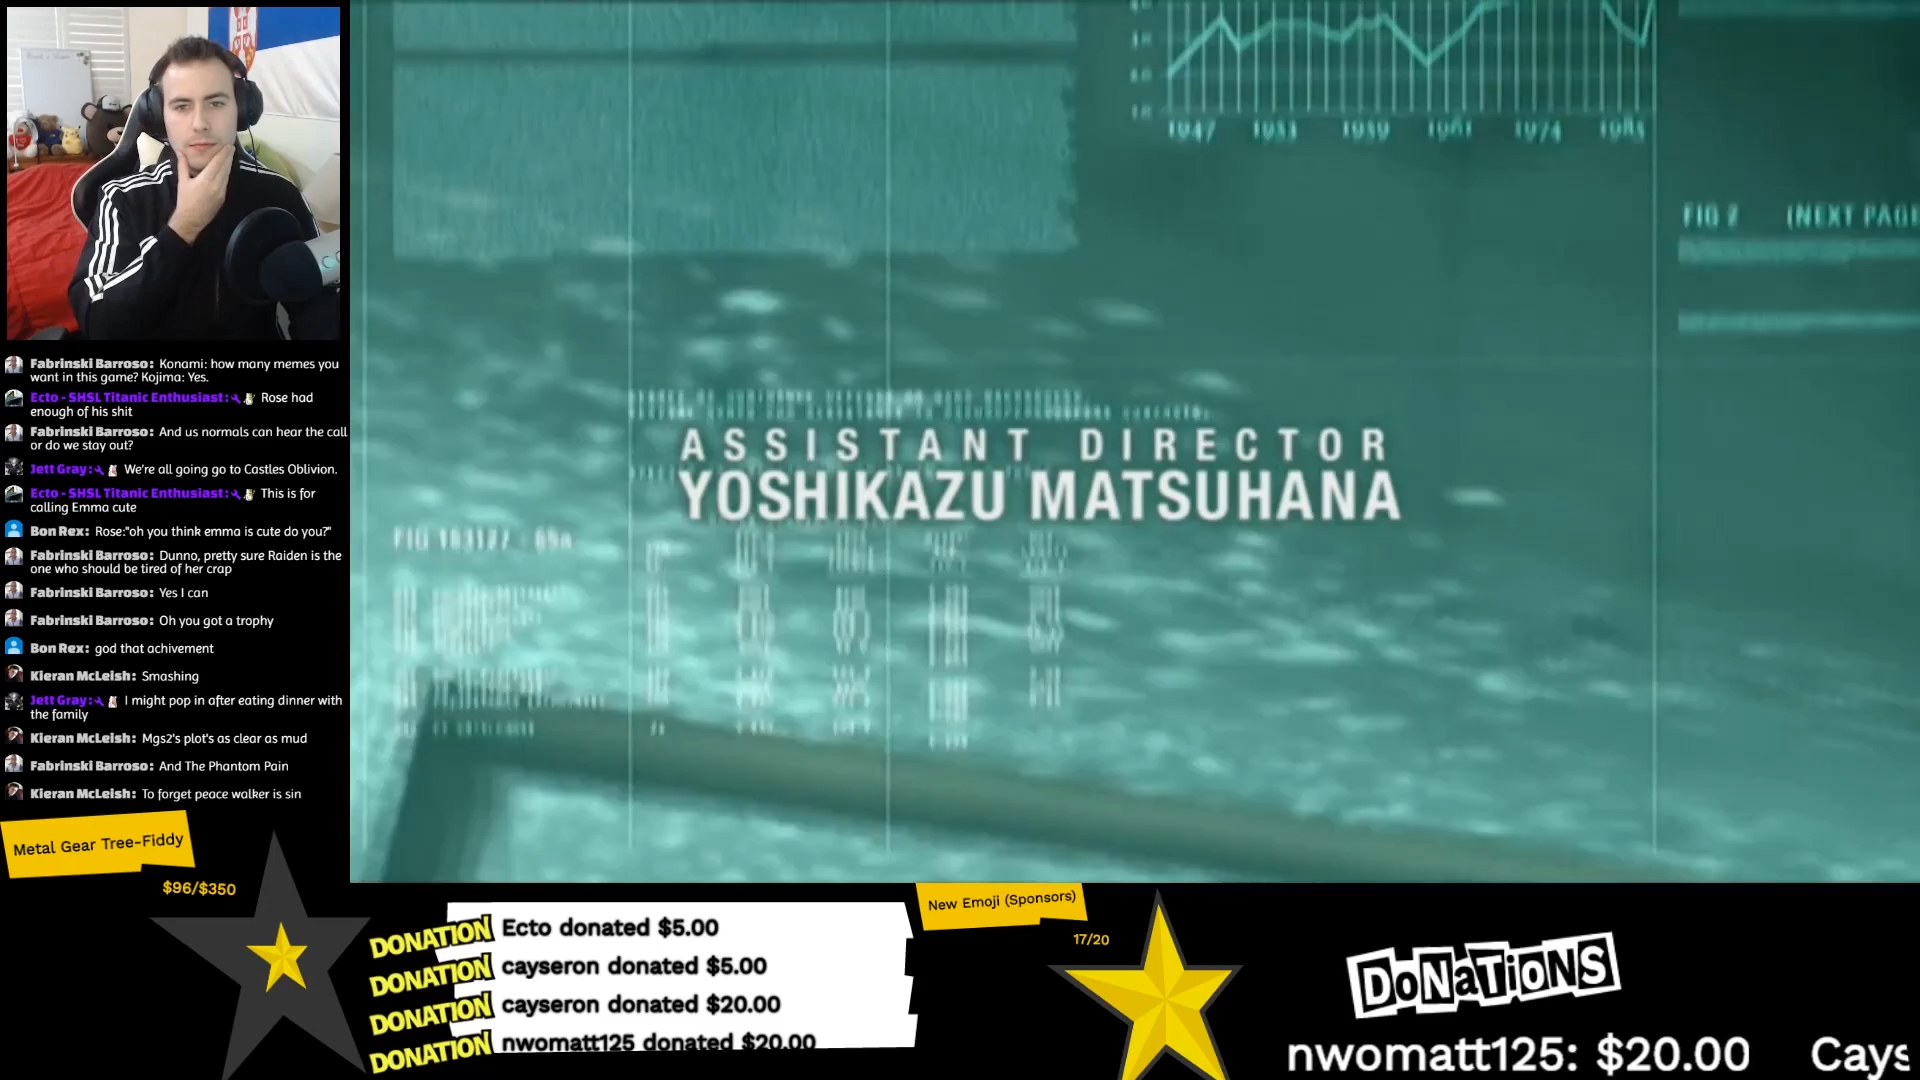 1947 1953 1959 1961 1974 1985
FIG 2 (NEXT PAGE
ASSISTANT DIRECTOR
YOSHIKAZU MATSUHANA
Fabrinski Barroso: Konami: how many memes you
want in this game? Kojima: Yes.
Ecto - SHSL Titanic Enthusiast: Rose had
enough of his shit
Fabrinski Barroso: And us normals can hear the call
or do we stay out?
Jett Gray: We're all going go to Castles Oblivion.
Ecto - SHSL Titanic Enthusiast: This is for
calling Emma cute
Bon Rex: Rose:"oh you think emma is cute do you?"
Fabrinski Barroso: Dunno, pretty sure Raiden is the
one who should be tired of her crap
Fabrinski Barroso: Yes I can
Fabrinski Barroso: Oh you got a trophy
Bon Rex: god that achivement
Kieran McLeish: Smashing
Jett Gray: I might pop in after eating dinner with
the family
Kieran McLeish: Mgs2's plot's as clear as mud
Fabrinski Barroso: And The Phantom Pain
Kieran McLeish: To forget peace walker is sin
Metal Gear Tree-Fiddy
$96/$350
DONATION Ecto donated $5.00
DONATION cayseron donated $5.00
DONATION cayseron donated $20.00
DONATION nwomatt125 donated $20.00
New Emoji (Sponsors)
17/20
DONATIONS
nwomatt125: $20.00 Cays